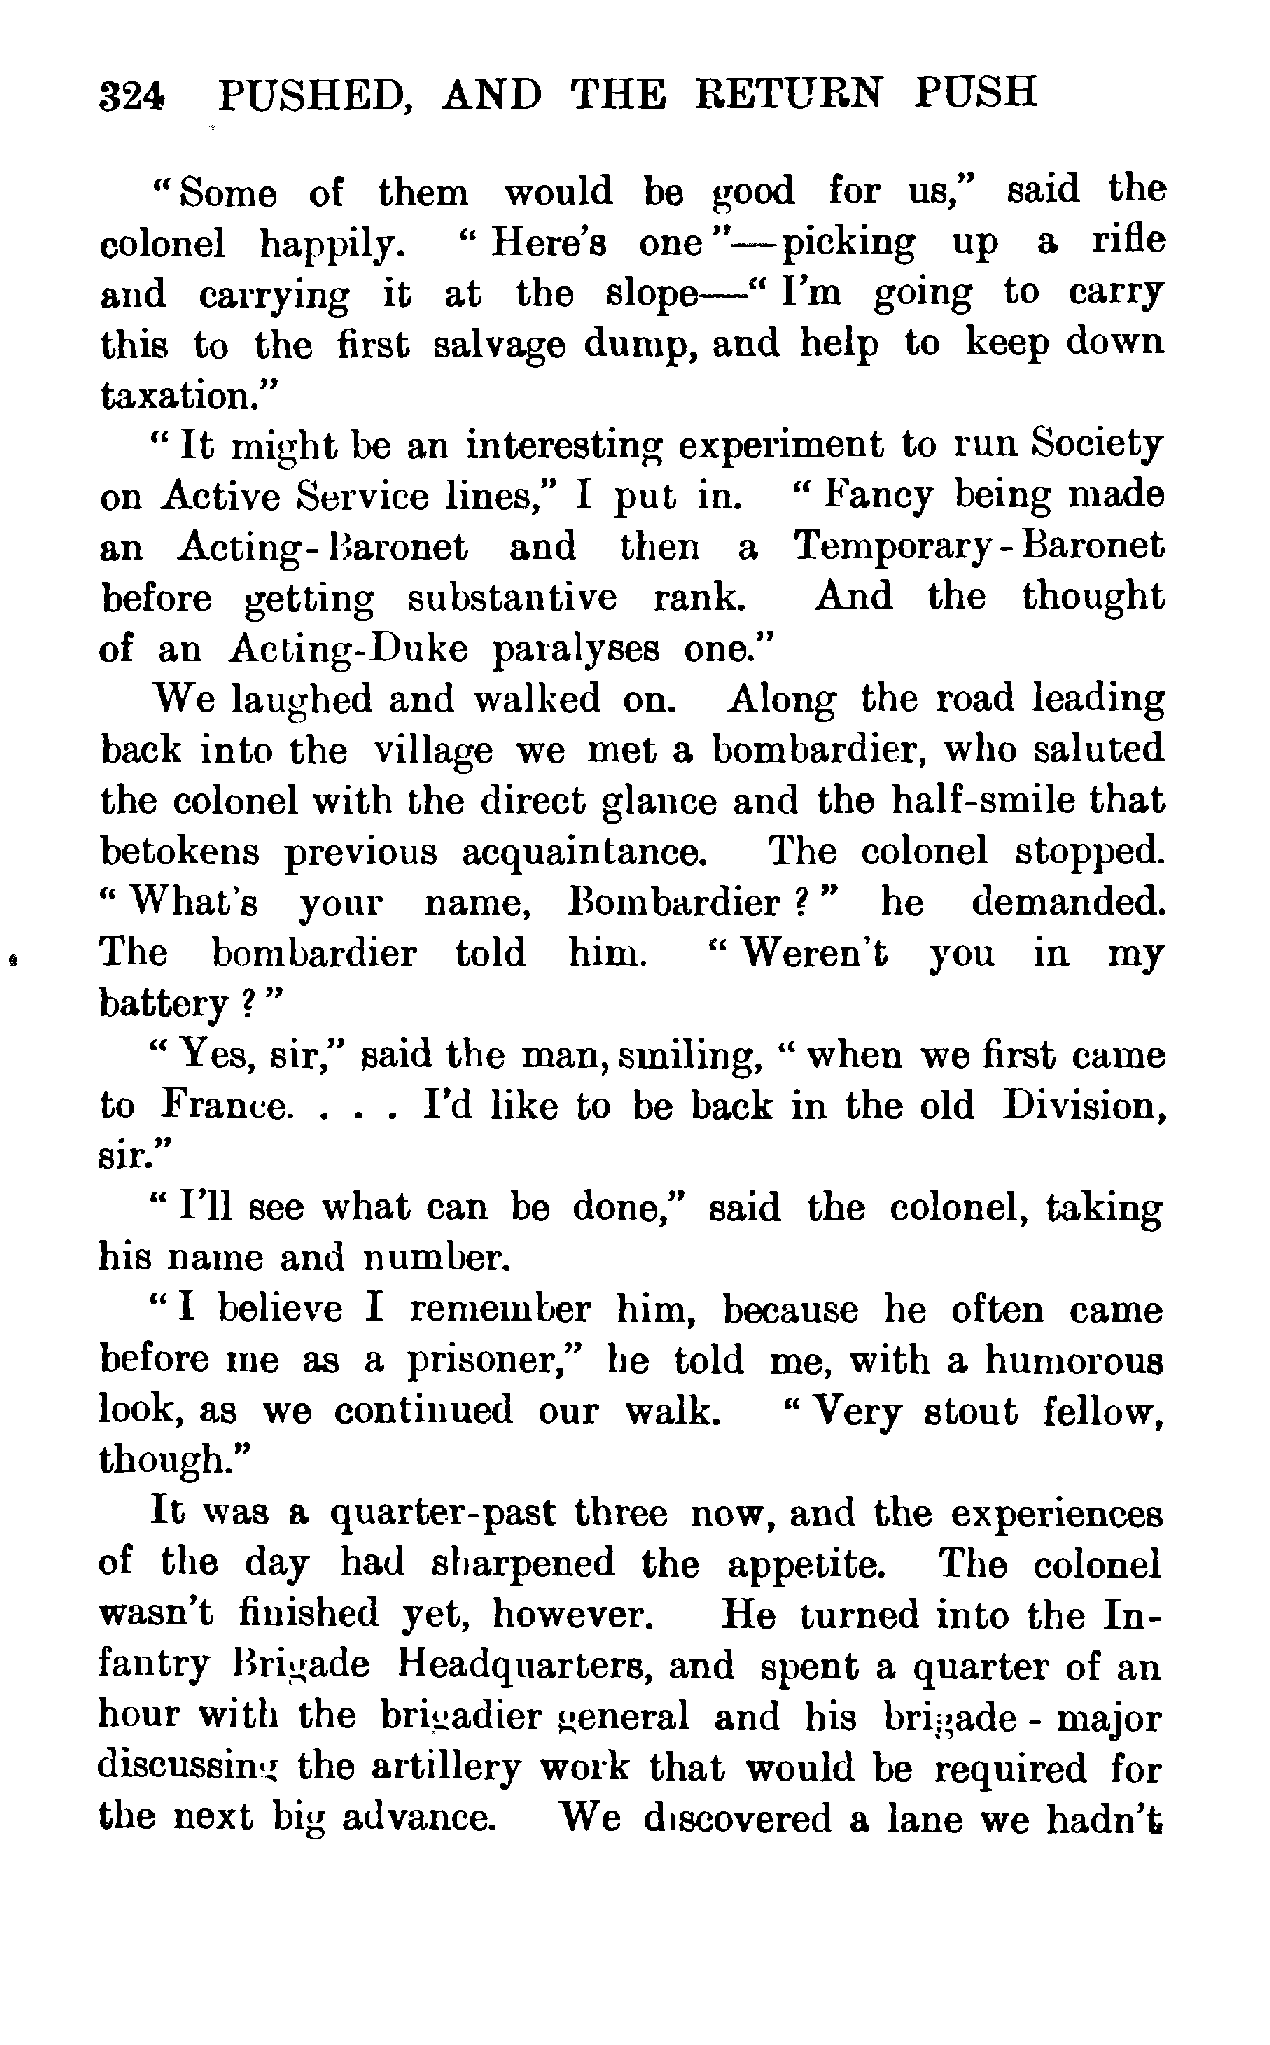 324 PUSHED, AND THE RETURN PUSH
"Some of them would be good for us," said the
colonel happily. "Here's one"—picking up a rifle
and carrying it at the slope—"I'm going to carry
this to the first salvage dump, and help to keep down
taxation."
"It might be an interesting experiment to run Society
on Active Service lines," I put in. "Fancy being made
an Acting-Baronet and then a Temporary-Baronet
before getting substantive rank. And the thought
of an Acting-Duke paralyses one."
We laughed and walked on. Along the road leading
back into the village we met a bombardier, who saluted
the colonel with the direct glance and the half-smile that
betokens previous acquaintance. The colonel stopped.
"What's your name, Bombardier?" he demanded.
The bombardier told him. "Weren't you in my
battery?"
"Yes, sir," said the man, smiling, "when we first came
to France. . . . I'd like to be back in the old Division,
sir."
"I'll see what can be done," said the colonel, taking
his name and number.
"I believe I remember him, because he often came
before me as a prisoner," he told me, with a humorous
look, as we continued our walk. "Very stout fellow,
though."
It was a quarter-past three now, and the experiences
of the day had sharpened the appetite. The colonel
wasn't finished yet, however. He turned into the In-
fantry Brigade Headquarters, and spent a quarter of an
hour with the brigadier general and his brigade-major
discussing the artillery work that would be required for
the next big advance. We discovered a lane we hadn't